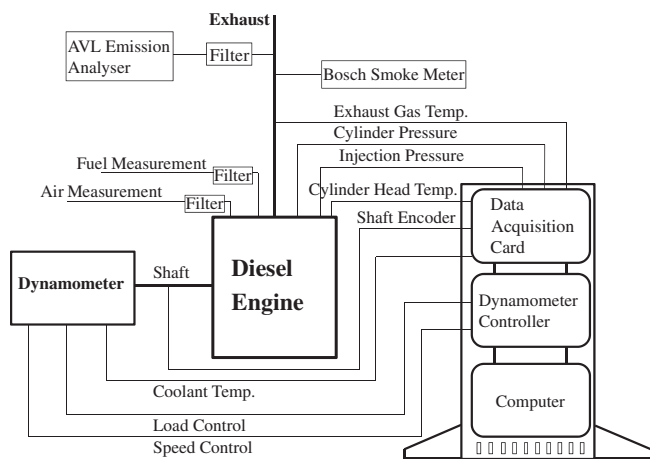 Exhaust
AVL Emission
Analyser
Filter
Bosch Smoke Meter
Exhaust Gas Temp.
Cylinder Pressure
Fuel Measurement
Filter
Injection Pressure
Air Measurement
Filter
Cylinder Head Temp.
Shaft Encoder
Data
Acquisition
Card
Dynamometer
Shaft
Diesel
Engine
Dynamometer
Controller
Coolant Temp.
Computer
Load Control
Speed Control